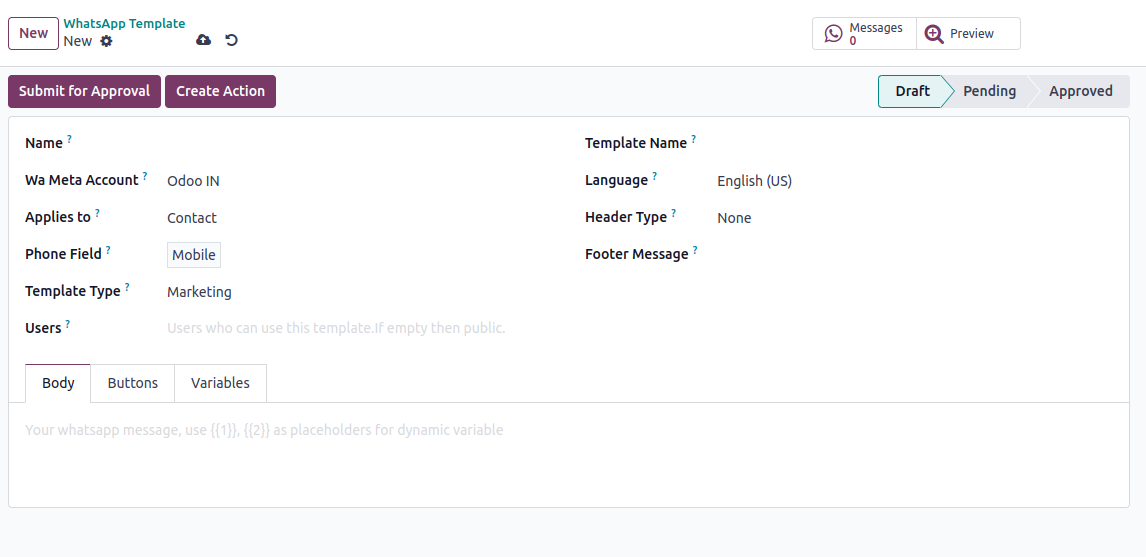 New
WhatsApp Template
New
Messages
0
Preview
Submit for Approval
Create Action
Draft
Pending
Approved
Name ?
Template Name ?
Wa Meta Account ?
Odoo IN
Language ?
English (US)
Applies to ?
Contact
Header Type ?
None
Phone Field ?
Mobile
Footer Message ?
Template Type ?
Marketing
Users ?
Users who can use this template.If empty then public.
Body
Buttons
Variables
Your whatsapp message, use {{1}}, {{2}} as placeholders for dynamic variable